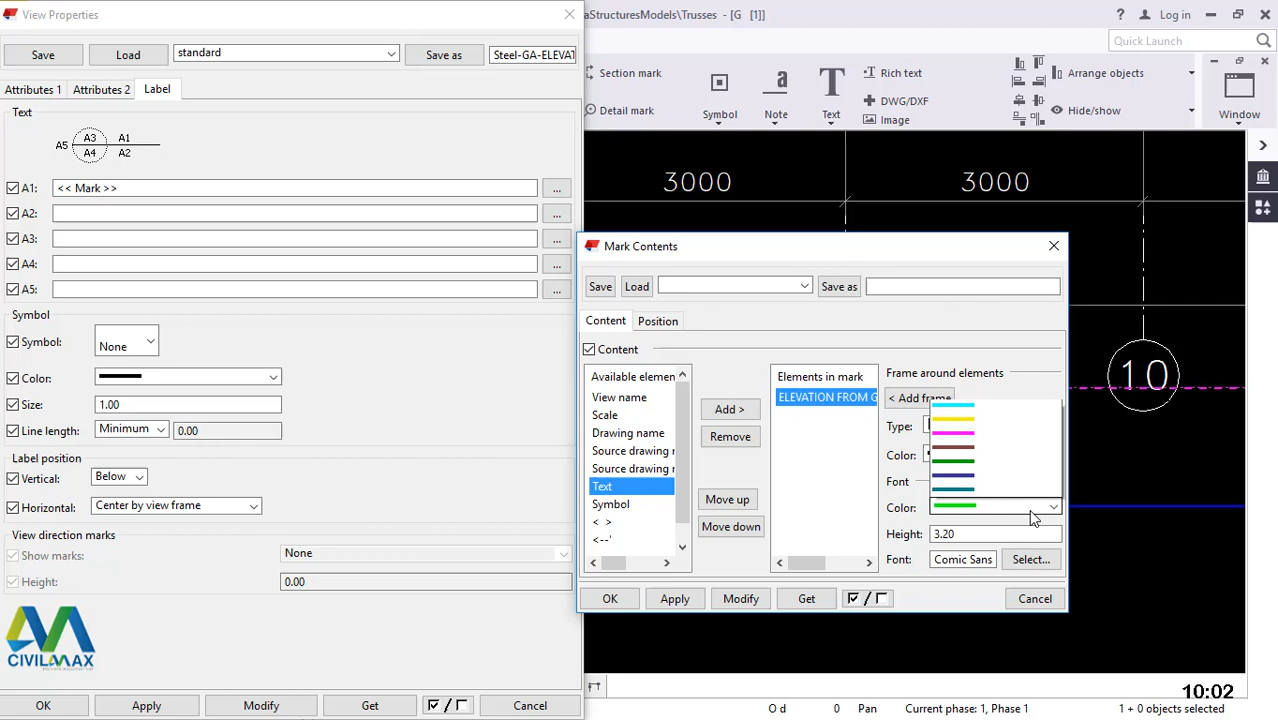 View Properties
Save
Load
standard
Save as
Steel-GA-ELEVAT
Attributes 1
Attributes 2
Label
Text
A5
A3
A4
A1
A2
A1:
<< Mark >>
...
A2:
...
A3:
...
A4:
...
A5:
...
Symbol
Symbol:
None
Color:
Size:
1.00
Line length:
Minimum
0.00
Label position
Vertical:
Below
Horizontal:
Center by view frame
View direction marks
Show marks:
None
Height:
0.00
CIVILMAX
OK
Apply
Modify
Get
/
Cancel
aStructuresModels\Trusses - [G [1]]
?
Log in
Quick Launch
Section mark
Detail mark
Symbol
Note
Text
Rich text
DWG/DXF
Image
Arrange objects
Hide/show
Window
3000
3000
10
Mark Contents
Save
Load
Save as
Content
Position
Content
Available elemen
View name
Scale
Drawing name
Source drawing r
Source drawing r
Text
Symbol
< >
<--'
Add >
Remove
Move up
Move down
Elements in mark
ELEVATION FROM G
Frame around elements
< Add frame
Type:
Color:
Font
Color:
Height:
3.20
Font:
Comic Sans
Select...
OK
Apply
Modify
Get
/
Cancel
10:02
O d
0
Pan
Current phase: 1, Phase 1
1 + 0 objects selected